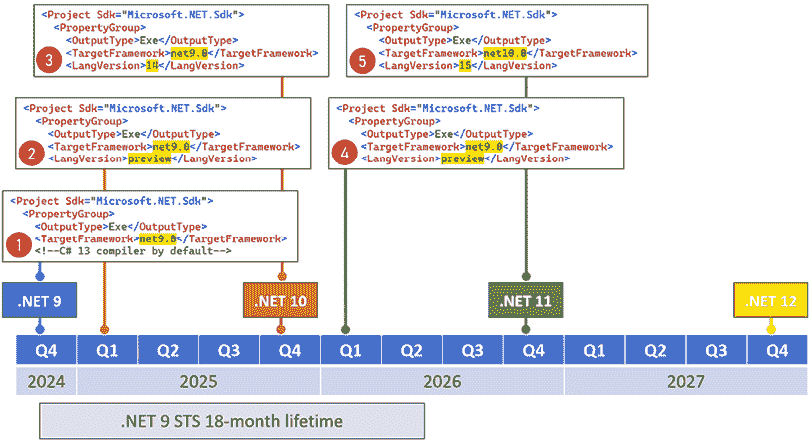 <Project Sdk="Microsoft.NET.Sdk">
<PropertyGroup>
<OutputType>Exe</OutputType>
3
<TargetFramework>net9.0</TargetFramework>
<LangVersion>14</LangVersion>
<Project Sdk="Microsoft.NET.Sdk">
<PropertyGroup>
<OutputType>Exe</OutputType>
5
<TargetFramework>net10.0</TargetFramework>
<LangVersion>15</LangVersion>
<Project Sdk="Microsoft.NET.Sdk">
<PropertyGroup>
<OutputType>Exe</OutputType>
2
<TargetFramework>net9.0</TargetFramework>
<LangVersion>preview</LangVersion>
<Project Sdk="Microsoft.NET.Sdk">
<PropertyGroup>
<OutputType>Exe</OutputType>
4
<TargetFramework>net9.0</TargetFramework>
<LangVersion>preview</LangVersion>
<Project Sdk="Microsoft.NET.Sdk">
<PropertyGroup>
<OutputType>Exe</OutputType>
1
<TargetFramework>net9.0</TargetFramework>
<!--C# 13 compiler by default-->
.NET 9
.NET 10
.NET 11
.NET 12
Q4 Q1 Q2 Q3 Q4 Q1 Q2 Q3 Q4 Q1 Q2 Q3 Q4
2024 2025 2026 2027
.NET 9 STS 18-month lifetime